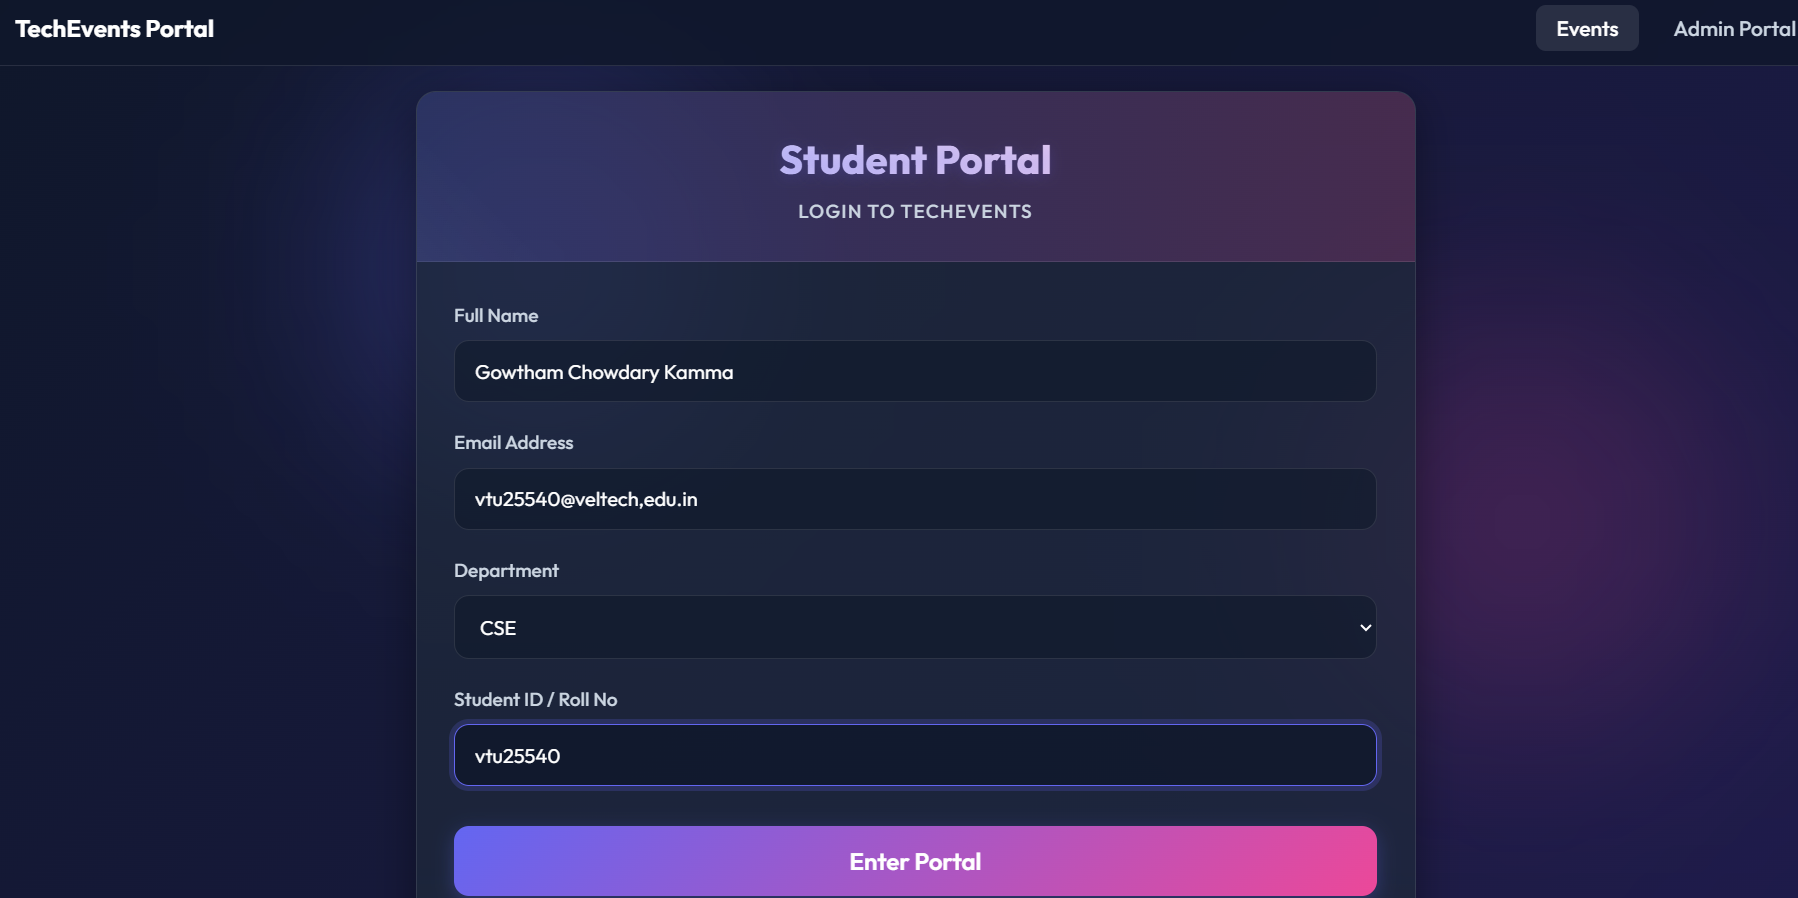 TechEvents Portal
Events
Admin Portal
Student Portal
LOGIN TO TECHEVENTS
Full Name
Gowtham Chowdary Kamma
Email Address
vtu25540@veltech,edu.in
Department
CSE
Student ID / Roll No
vtu25540
Enter Portal